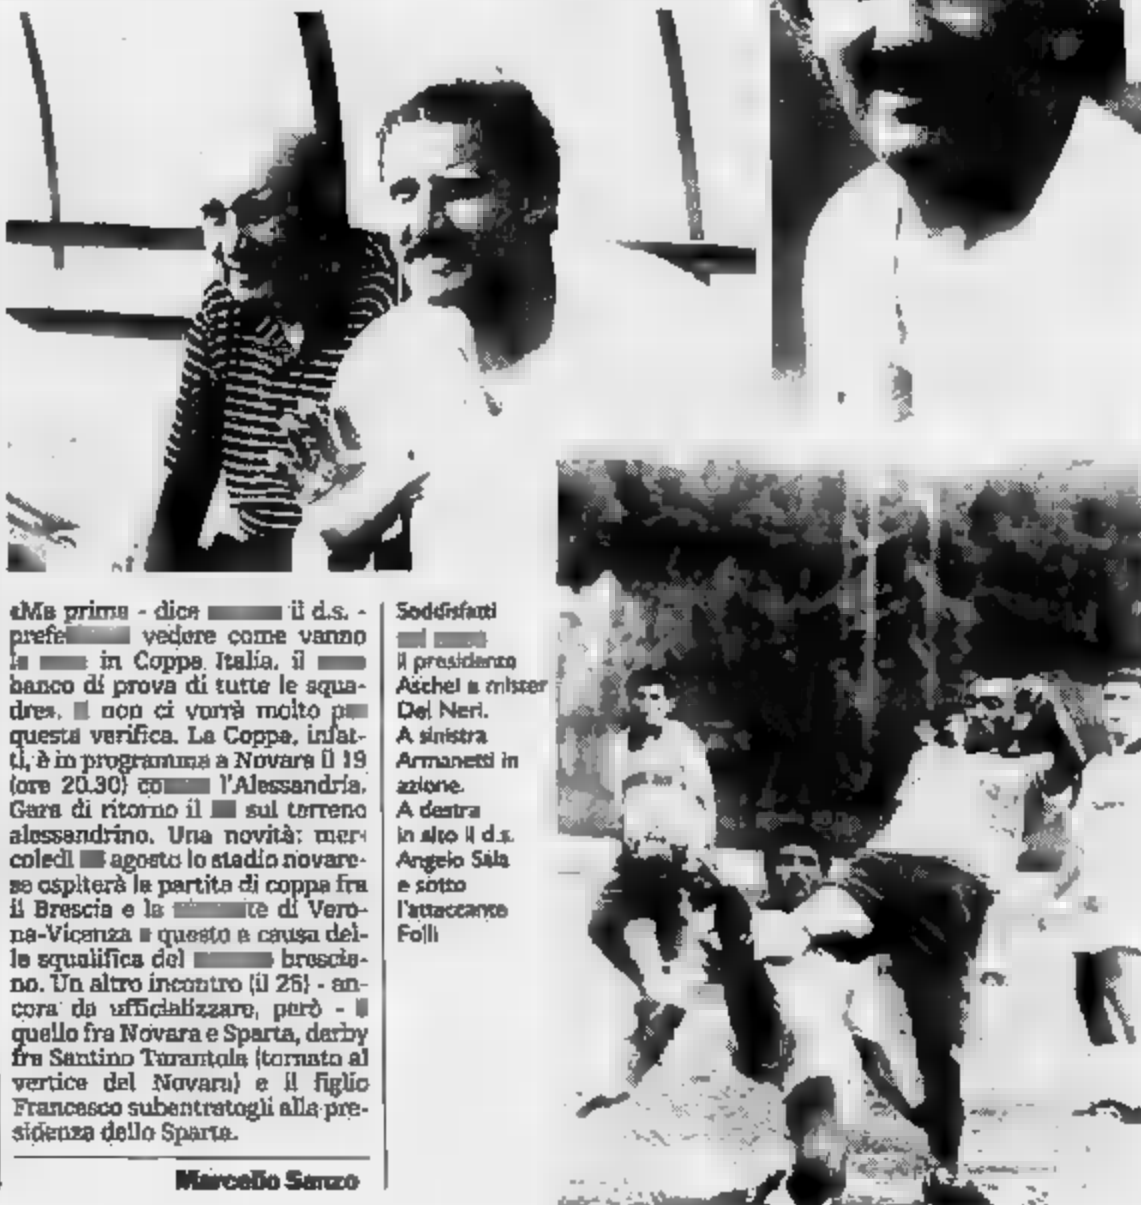 «Ma prima - dice il d.s. -
vedere come vanno
in Coppa Italia, il
banco di prova di tutte le squa-
dre». non ci vorrà molto
questa verifica. La Coppa, infat-
ti, è in programma a Novara il 19
(ore 20.30) l'Alessandria.
Gara di ritorno il sul terreno
alessandrino. Una novità: mer-
coledì agosto lo stadio novare-
se ospiterà la partita di coppa fra
il Brescia e la di Vero-
na-Vicenza questo a causa del-
la squalifica del brescia-
no. Un altro incontro (il 26) - an-
cora da ufficializzare, però -
quello fra Novara e Sparta, derby
fra Santino Tarantola (tornato al
vertice del Novara) e il figlio
Francesco subentratogli alla pre-
sidenza dello Sparta.
Marcello Sanzo
Soddisfatti
il presidente
Aschei e mister
Del Neri.
A sinistra
Armanetti in
azione.
A destra
in alto il d.s.
Angelo Sala
e sotto
l'attaccante
Folli